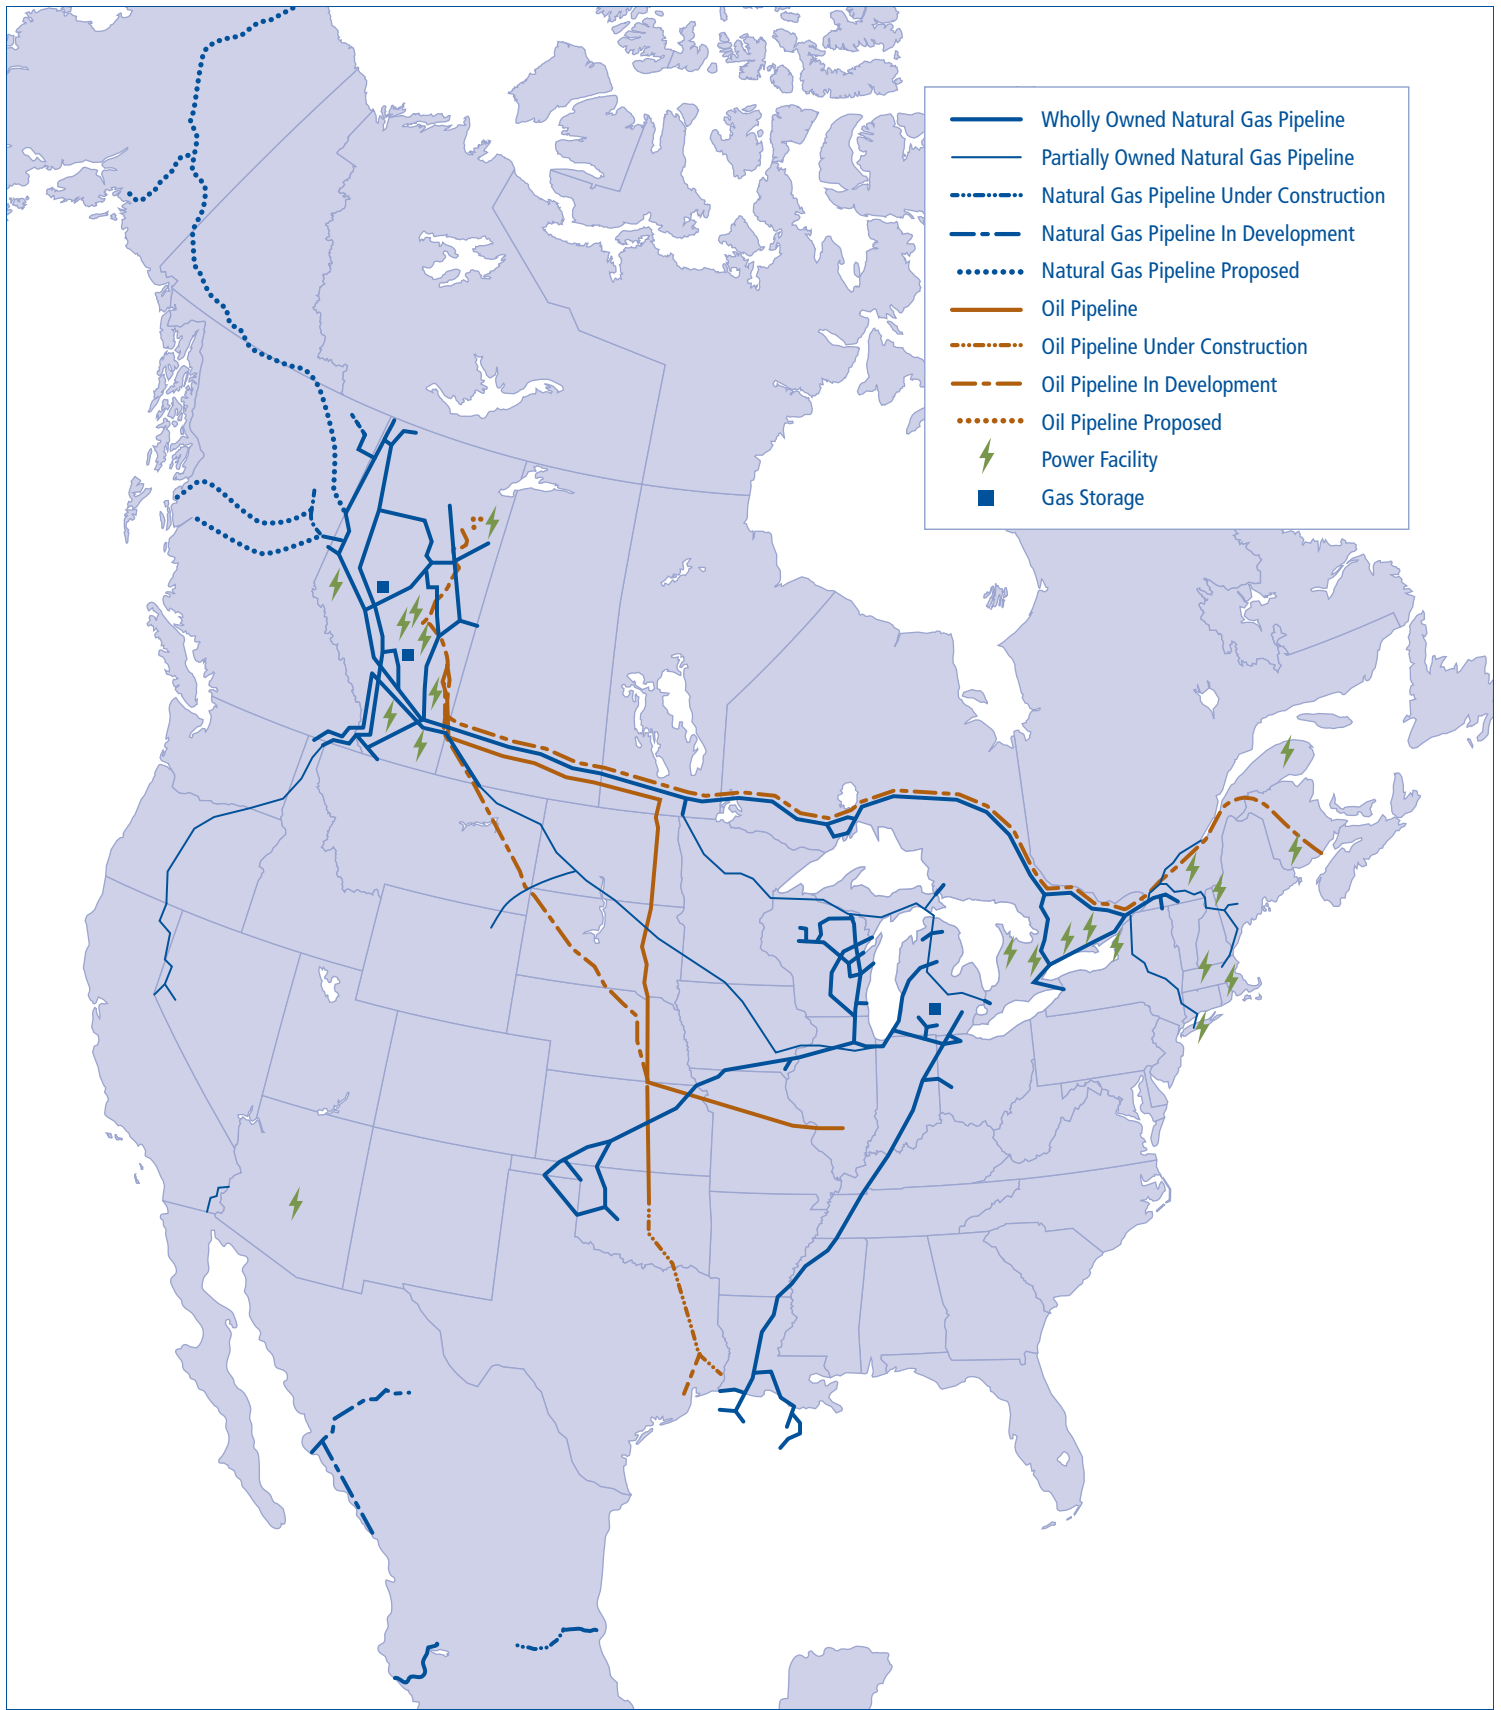 Wholly Owned Natural Gas Pipeline
Partially Owned Natural Gas Pipeline
Natural Gas Pipeline Under Construction
Natural Gas Pipeline In Development
Natural Gas Pipeline Proposed
Oil Pipeline
Oil Pipeline Under Construction
Oil Pipeline In Development
Oil Pipeline Proposed
Power Facility
Gas Storage